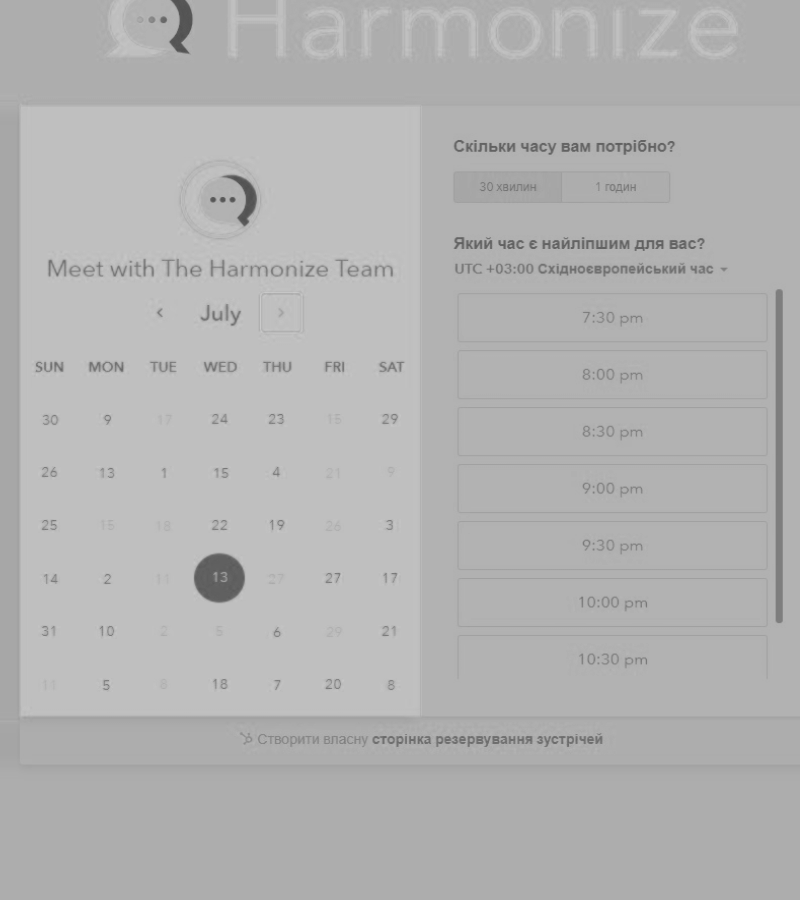 Harmonize
Meet with The Harmonize Team
July
SUN MON TUE WED THU FRI SAT
30 9 17 24 23 15 29
26 13 1 15 4 21 9
25 15 18 22 19 26 3
14 2 11 13 27 27 17
31 10 2 5 6 29 21
11 5 8 18 7 20 8
Скільки часу вам потрібно?
30 хвилин 1 годин
Який час є найліпшим для вас?
UTC +03:00 Східноєвропейський час
7:30 pm
8:00 pm
8:30 pm
9:00 pm
9:30 pm
10:00 pm
10:30 pm
Створити власну сторінка резервування зустрічей